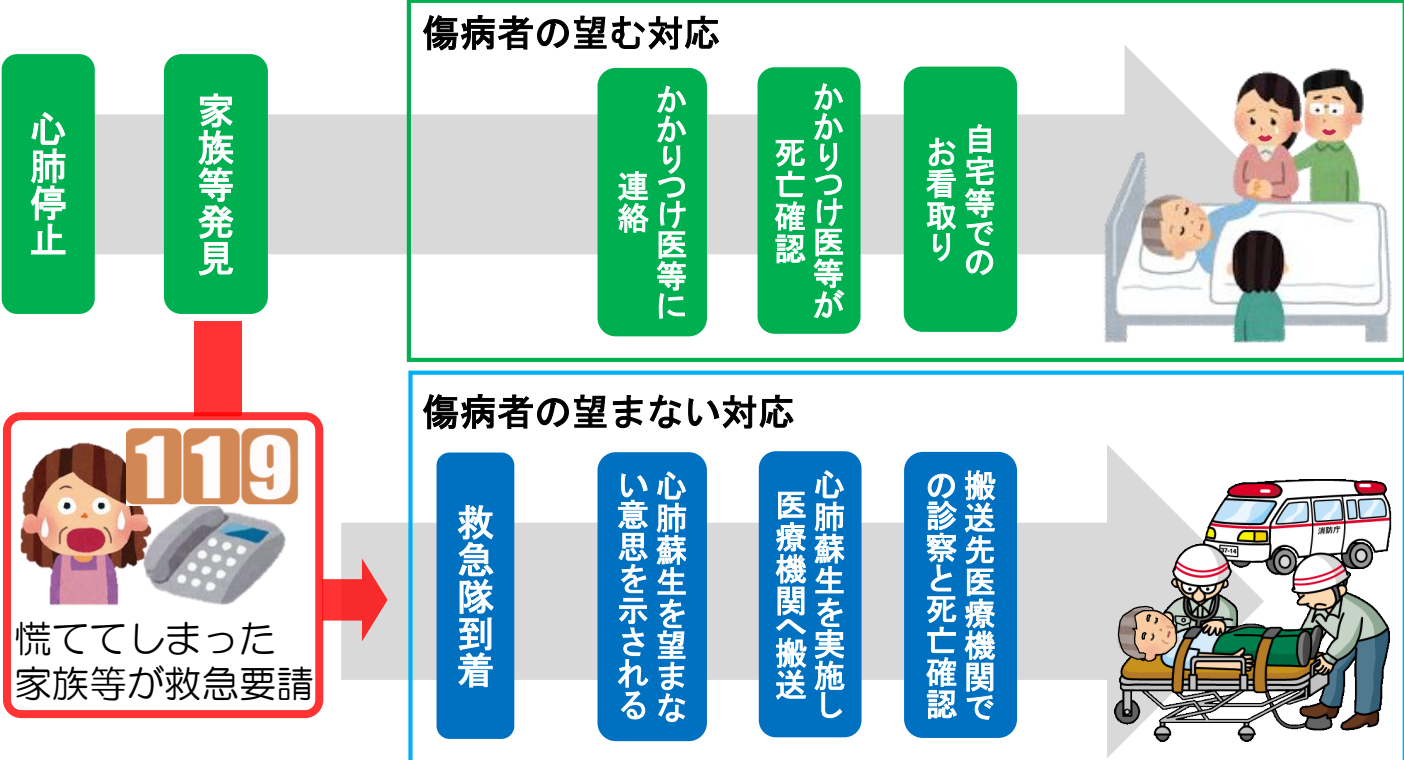 傷病者の望む対応
心肺停止
家族等発見
かかりつけ医等に
連絡
かかりつけ医等が
死亡確認
自宅等での
お看取り
119
慌ててしまった
家族等が救急要請
傷病者の望まない対応
救急隊到着
心肺蘇生を望まな
い意思を示される
心肺蘇生を実施し
医療機関へ搬送
搬送先医療機関で
の診察と死亡確認
消防庁
37-14